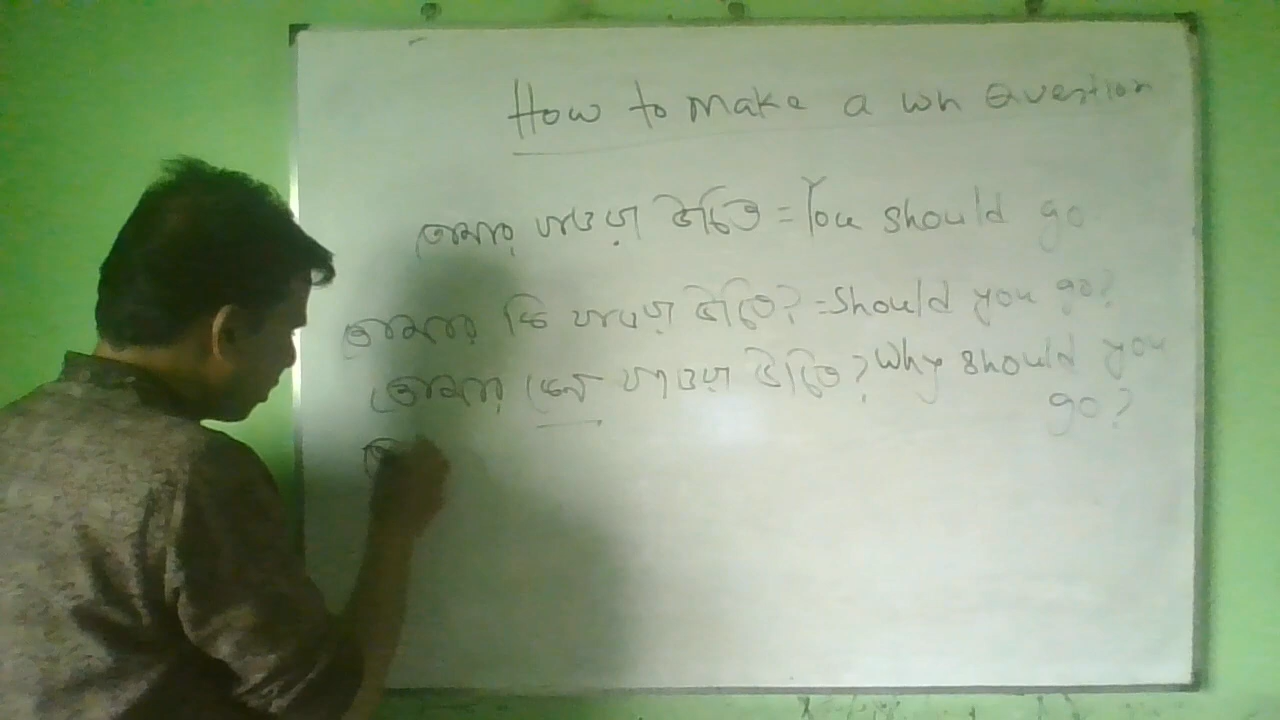 How to make a wh Question
তোমার যাওয়া উচিত = You should go
তোমার কি যাওয়া উচিত? = Should you go?
তোমার কেন যাওয়া উচিত? Why should you
go?